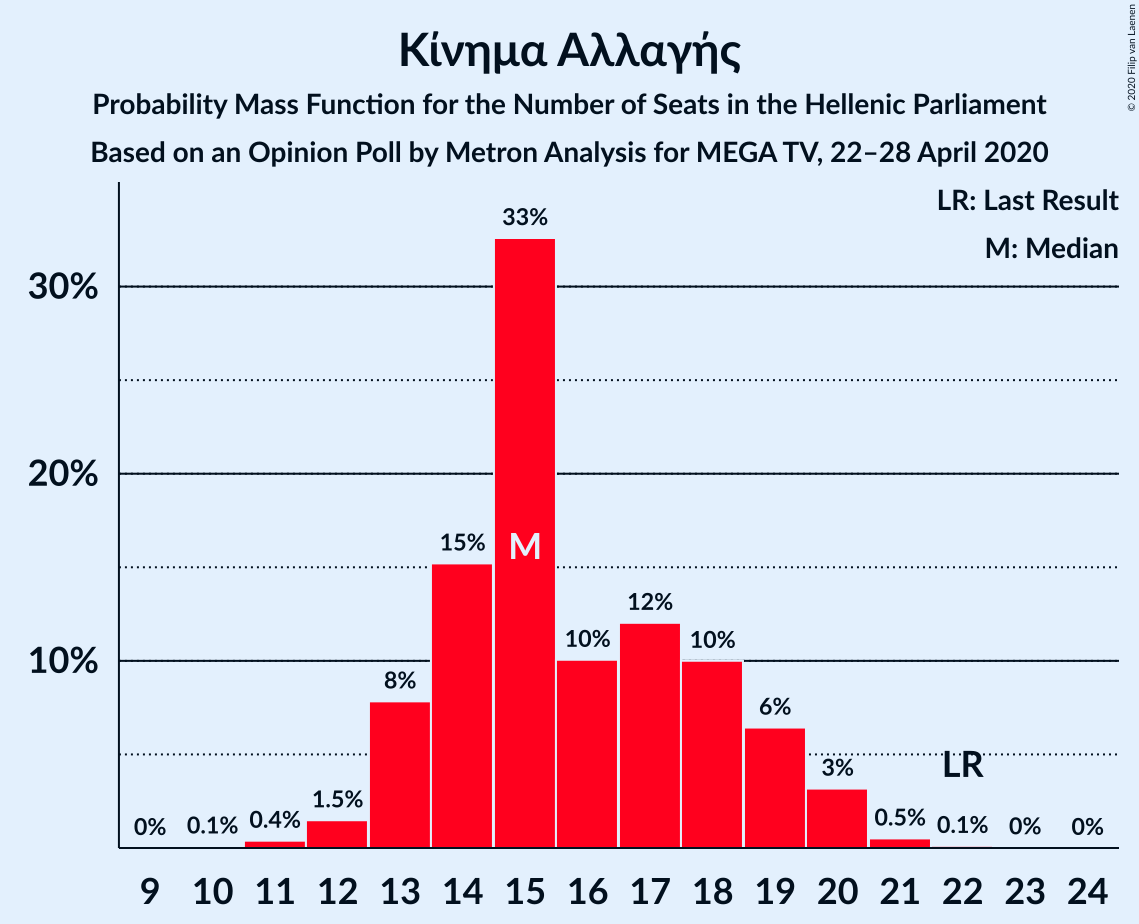 Κίνημα Αλλαγής
Probability Mass Function for the Number of Seats in the Hellenic Parliament
Based on an Opinion Poll by Metron Analysis for MEGA TV, 22–28 April 2020
© 2020 Filip van Laenen
LR: Last Result
M: Median
30%
20%
10%
0% 0.1% 0.4% 1.5% 8% 15% 33% 10% 12% 10% 6% 3% 0.5% 0.1% 0% 0%
M
LR
9 10 11 12 13 14 15 16 17 18 19 20 21 22 23 24